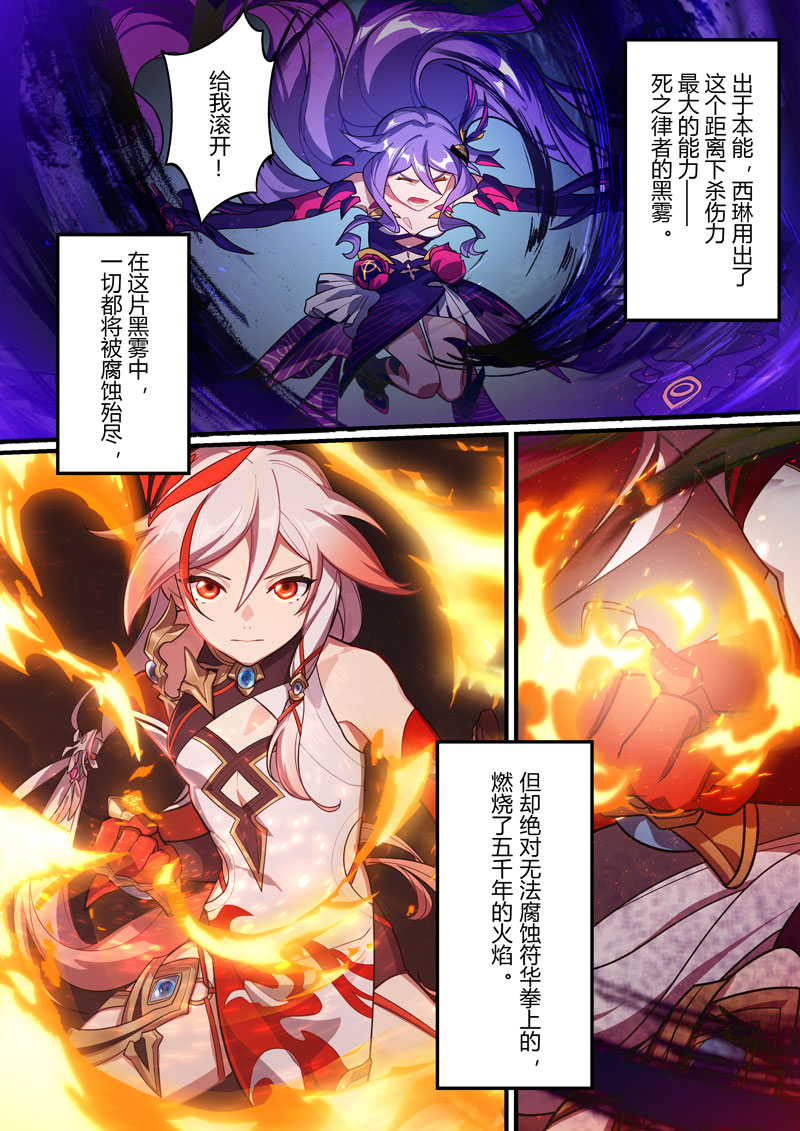 出于本能，西琳用出了
这个距离下杀伤力
最大的能力——
死之律者的黑雾。
给我滚开！
在这片黑雾中，
一切都将被腐蚀殆尽，
但却绝对无法腐蚀符华拳上的，
燃烧了五千年的火焰。